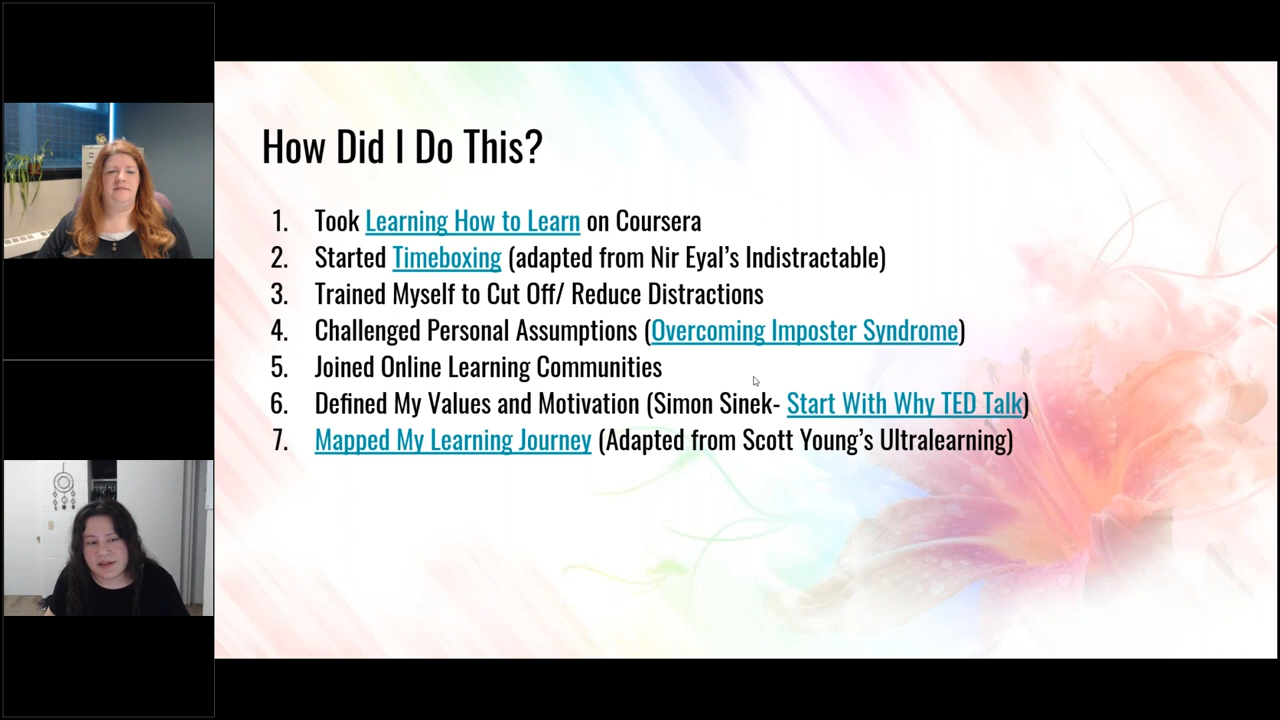 How Did I Do This?
1. Took Learning How to Learn on Coursera
2. Started Timeboxing (adapted from Nir Eyal’s Indistractable)
3. Trained Myself to Cut Off/ Reduce Distractions
4. Challenged Personal Assumptions (Overcoming Imposter Syndrome)
5. Joined Online Learning Communities
6. Defined My Values and Motivation (Simon Sinek- Start With Why TED Talk)
7. Mapped My Learning Journey (Adapted from Scott Young’s Ultralearning)